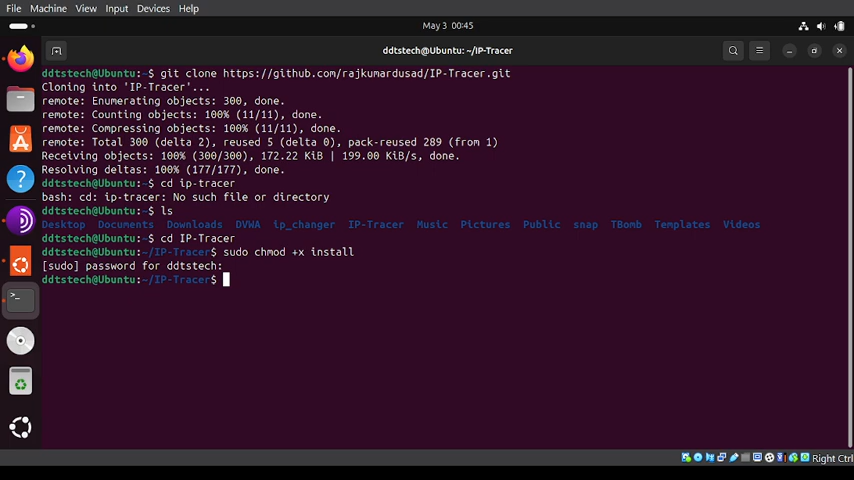 File Machine View Input Devices Help
May 3 00:45
ddtstech@Ubuntu: ~/IP-Tracer
ddtstech@Ubuntu:~$ git clone https://github.com/rajkumardusad/IP-Tracer.git
Cloning into 'IP-Tracer'...
remote: Enumerating objects: 300, done.
remote: Counting objects: 100% (11/11), done.
remote: Compressing objects: 100% (11/11), done.
remote: Total 300 (delta 2), reused 5 (delta 0), pack-reused 289 (from 1)
Receiving objects: 100% (300/300), 172.22 KiB | 199.00 KiB/s, done.
Resolving deltas: 100% (177/177), done.
ddtstech@Ubuntu:~$ cd ip-tracer
bash: cd: ip-tracer: No such file or directory
ddtstech@Ubuntu:~$ ls
Desktop Documents Downloads DVWA ip_changer IP-Tracer Music Pictures Public snap TBomb Templates Videos
ddtstech@Ubuntu:~$ cd IP-Tracer
ddtstech@Ubuntu:~/IP-Tracer$ sudo chmod +x install
[sudo] password for ddtstech:
ddtstech@Ubuntu:~/IP-Tracer$
Right Ctrl